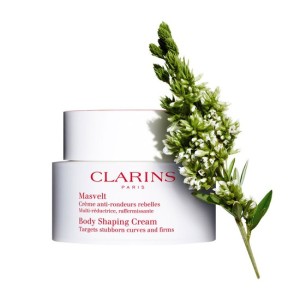 CLARINS
PARIS
Masvelt
Crème anti-rondeurs rebelles
Multi-réductrice, raffermissante
Body Shaping Cream
Targets stubborn curves and firms